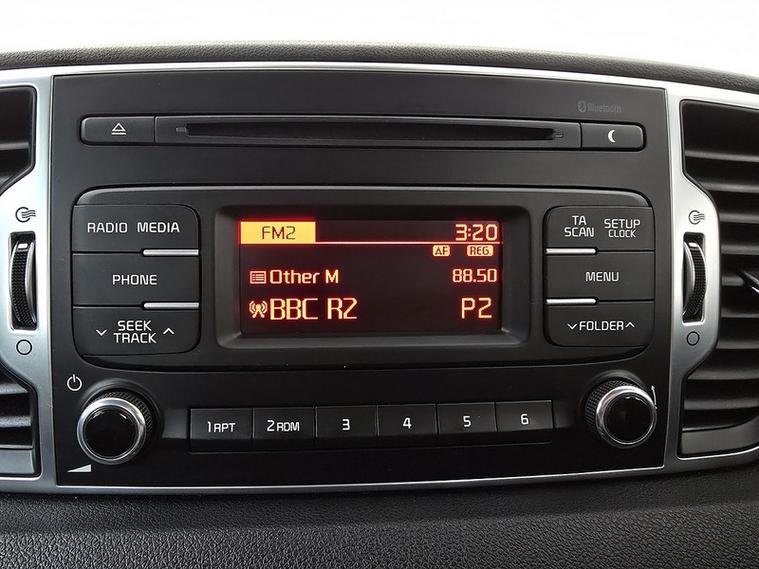 Bluetooth
RADIO MEDIA
PHONE
SEEK
TRACK
FM2 3:20
AF REG
Other M 88.50
BBC R2 P2
TA
SCAN
SETUP
CLOCK
MENU
FOLDER
1 RPT 2 RDM 3 4 5 6